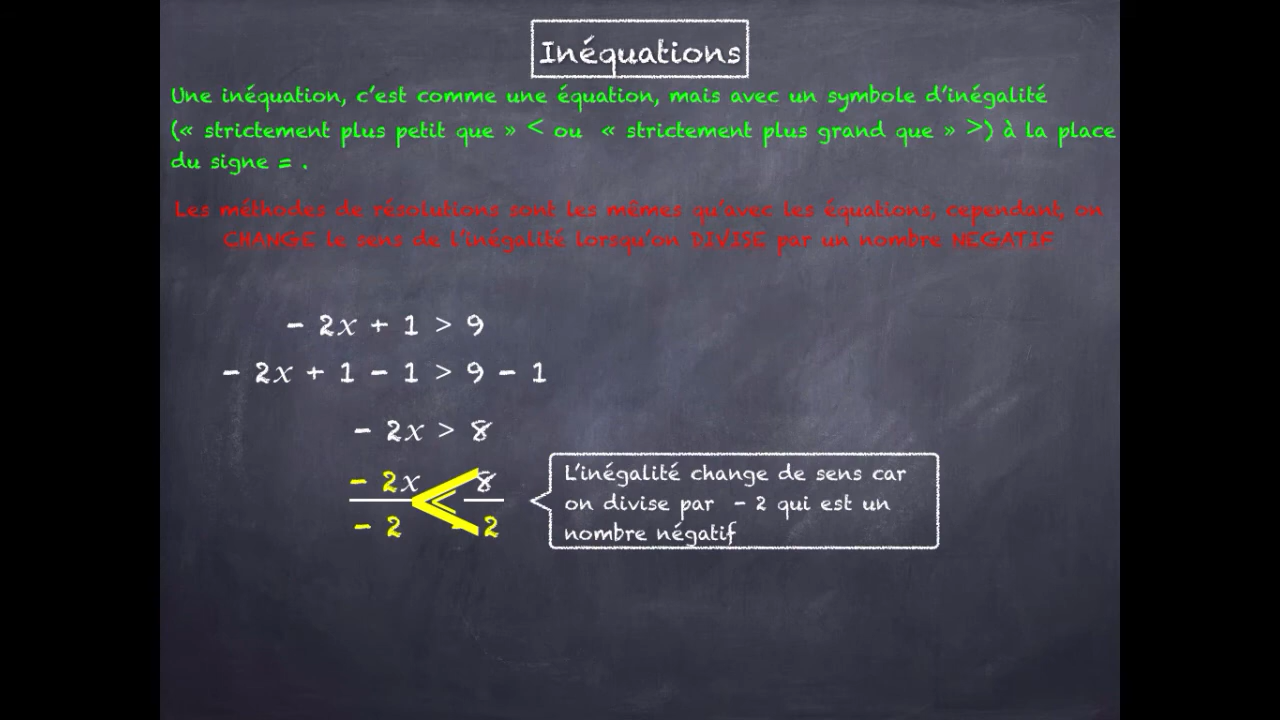 Inéquations
Une inéquation, c'est comme une équation, mais avec un symbole d'inégalité
(« strictement plus petit que » < ou « strictement plus grand que » >) à la place
du signe = .
Les méthodes de résolutions sont les mêmes qu'avec les équations, cependant, on
CHANGE le sens de l'inégalité lorsqu'on DIVISE par un nombre NEGATIF
- 2x + 1 > 9
- 2x + 1 - 1 > 9 - 1
- 2x > 8
- 2x < 8
- 2 - 2
L'inégalité change de sens car
on divise par - 2 qui est un
nombre négatif